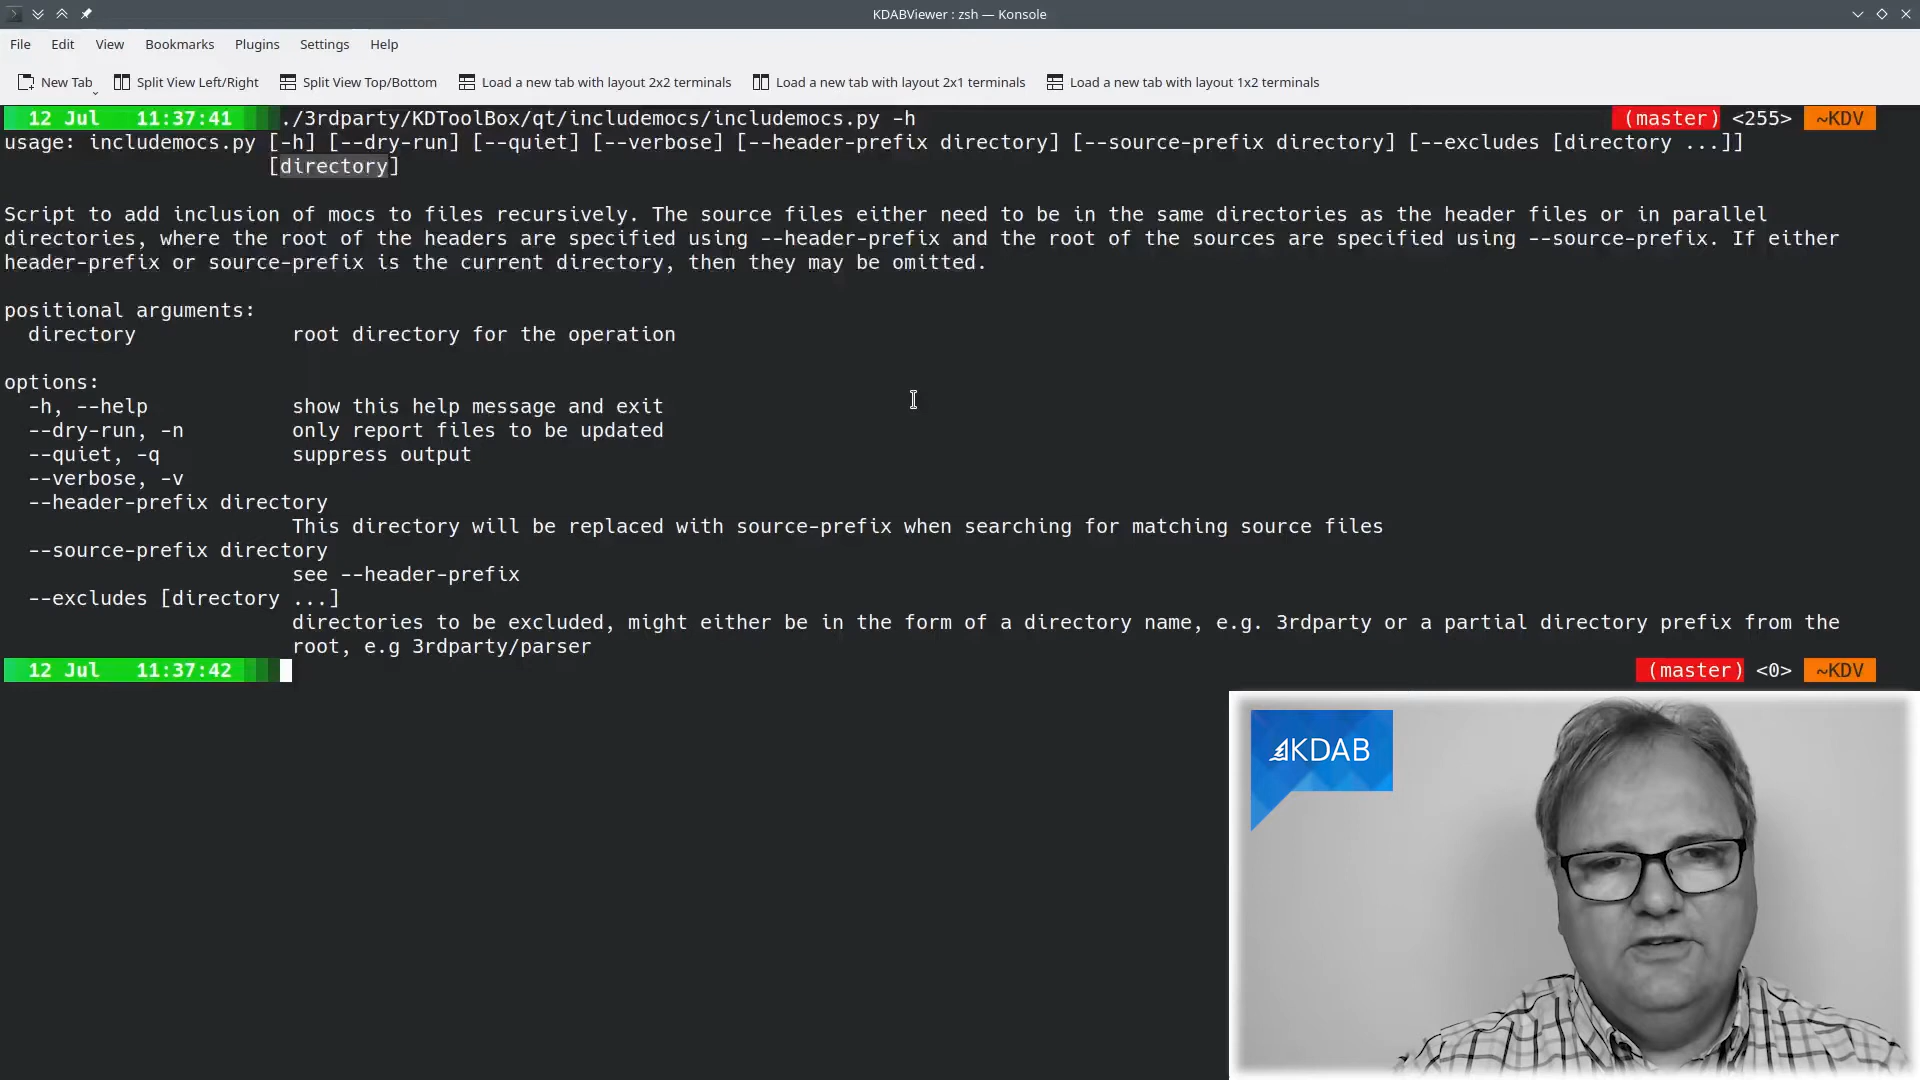 KDABViewer : zsh — Konsole
File Edit View Bookmarks Plugins Settings Help
New Tab Split View Left/Right Split View Top/Bottom Load a new tab with layout 2x2 terminals Load a new tab with layout 2x1 terminals Load a new tab with layout 1x2 terminals
12 Jul 11:37:41 ./3rdparty/KDToolBox/qt/includemocs/includemocs.py -h (master) <255> ~KDV
usage: includemocs.py [-h] [--dry-run] [--quiet] [--verbose] [--header-prefix directory] [--source-prefix directory] [--excludes [directory ...]]
[directory]
Script to add inclusion of mocs to files recursively. The source files either need to be in the same directories as the header files or in parallel
directories, where the root of the headers are specified using --header-prefix and the root of the sources are specified using --source-prefix. If either
header-prefix or source-prefix is the current directory, then they may be omitted.
positional arguments:
directory root directory for the operation
options:
-h, --help show this help message and exit
--dry-run, -n only report files to be updated
--quiet, -q suppress output
--verbose, -v
--header-prefix directory
This directory will be replaced with source-prefix when searching for matching source files
--source-prefix directory
see --header-prefix
--excludes [directory ...]
directories to be excluded, might either be in the form of a directory name, e.g. 3rdparty or a partial directory prefix from the
root, e.g 3rdparty/parser
12 Jul 11:37:42 (master) <0> ~KDV
KDAB